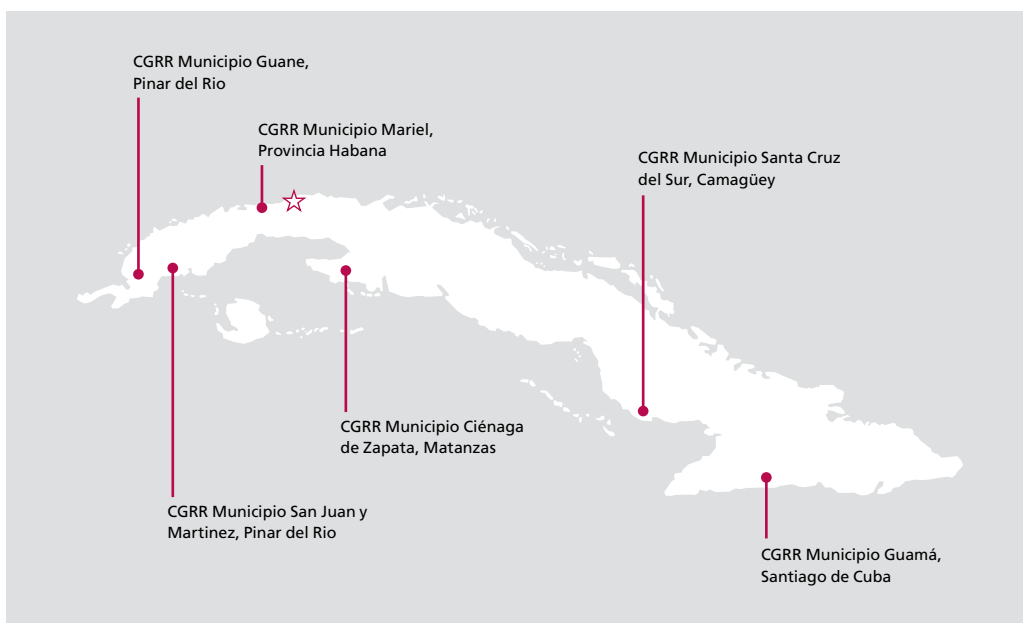 CGRR Municipio Guane,
Pinar del Rio
CGRR Municipio Mariel,
Provincia Habana
CGRR Municipio Santa Cruz
del Sur, Camagüey
CGRR Municipio Ciénaga
de Zapata, Matanzas
CGRR Municipio San Juan y
Martinez, Pinar del Rio
CGRR Municipio Guamá,
Santiago de Cuba